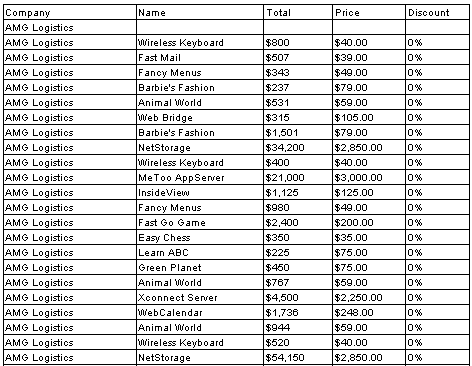 Company Name Total Price Discount
AMG Logistics
AMG Logistics Wireless Keyboard $800 $40.00 0%
AMG Logistics Fast Mail $507 $39.00 0%
AMG Logistics Fancy Menus $343 $49.00 0%
AMG Logistics Barbie's Fashion $237 $79.00 0%
AMG Logistics Animal World $531 $59.00 0%
AMG Logistics Web Bridge $315 $105.00 0%
AMG Logistics Barbie's Fashion $1,501 $79.00 0%
AMG Logistics NetStorage $34,200 $2,850.00 0%
AMG Logistics Wireless Keyboard $400 $40.00 0%
AMG Logistics MeToo AppServer $21,000 $3,000.00 0%
AMG Logistics InsideView $1,125 $125.00 0%
AMG Logistics Fancy Menus $980 $49.00 0%
AMG Logistics Fast Go Game $2,400 $200.00 0%
AMG Logistics Easy Chess $350 $35.00 0%
AMG Logistics Learn ABC $225 $75.00 0%
AMG Logistics Green Planet $450 $75.00 0%
AMG Logistics Animal World $767 $59.00 0%
AMG Logistics Xconnect Server $4,500 $2,250.00 0%
AMG Logistics WebCalendar $1,736 $248.00 0%
AMG Logistics Animal World $944 $59.00 0%
AMG Logistics Wireless Keyboard $520 $40.00 0%
AMG Logistics NetStorage $54,150 $2,850.00 0%